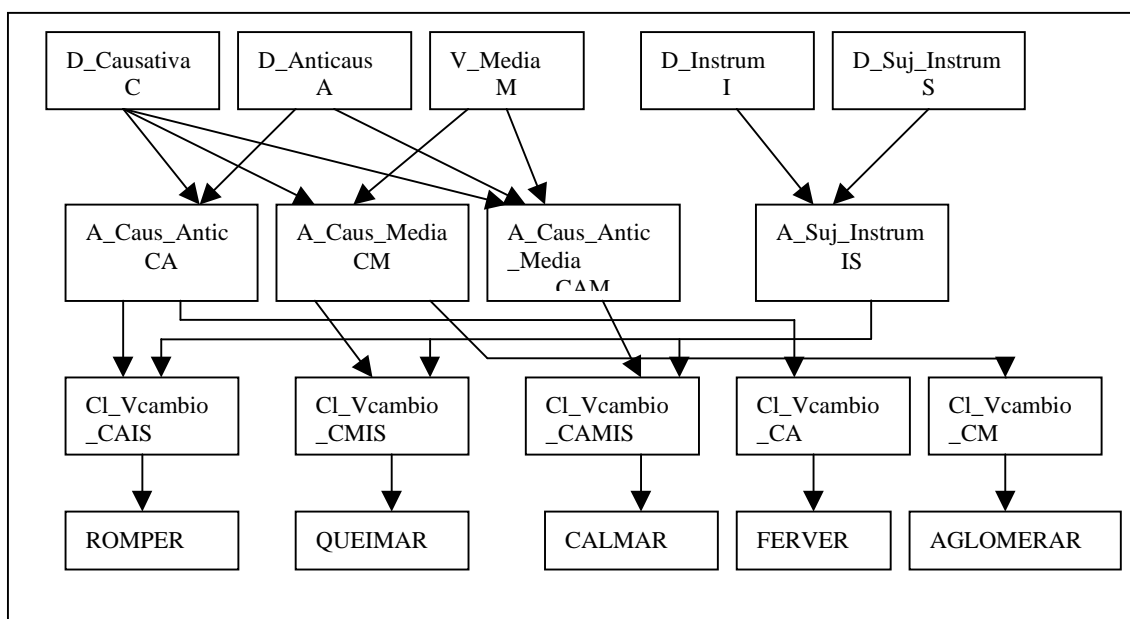 D_Causativa
C
D_Anticaus
A
V_Media
M
D_Instrum
I
D_Suj_Instrum
S
A_Caus_Antic
CA
A_Caus_Media
CM
A_Caus_Antic
_Media
CAM
A_Suj_Instrum
IS
Cl_Vcambio
_CAIS
Cl_Vcambio
_CMIS
Cl_Vcambio
_CAMIS
Cl_Vcambio
_CA
Cl_Vcambio
_CM
ROMPER
QUEIMAR
CALMAR
FERVER
AGLOMERAR